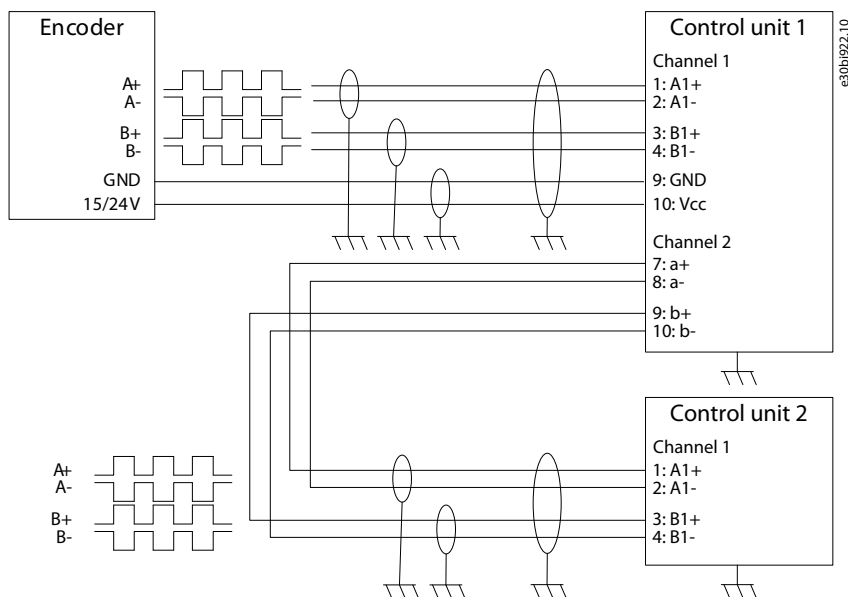 Encoder
A+
A-
B+
B-
GND
15/24V
Control unit 1
Channel 1
1: A1+
2: A1-
3: B1+
4: B1-
9: GND
10: Vcc
Channel 2
7: a+
8: a-
9: b+
10: b-
e30bj922.10
Control unit 2
Channel 1
1: A1+
2: A1-
3: B1+
4: B1-
A+
A-
B+
B-